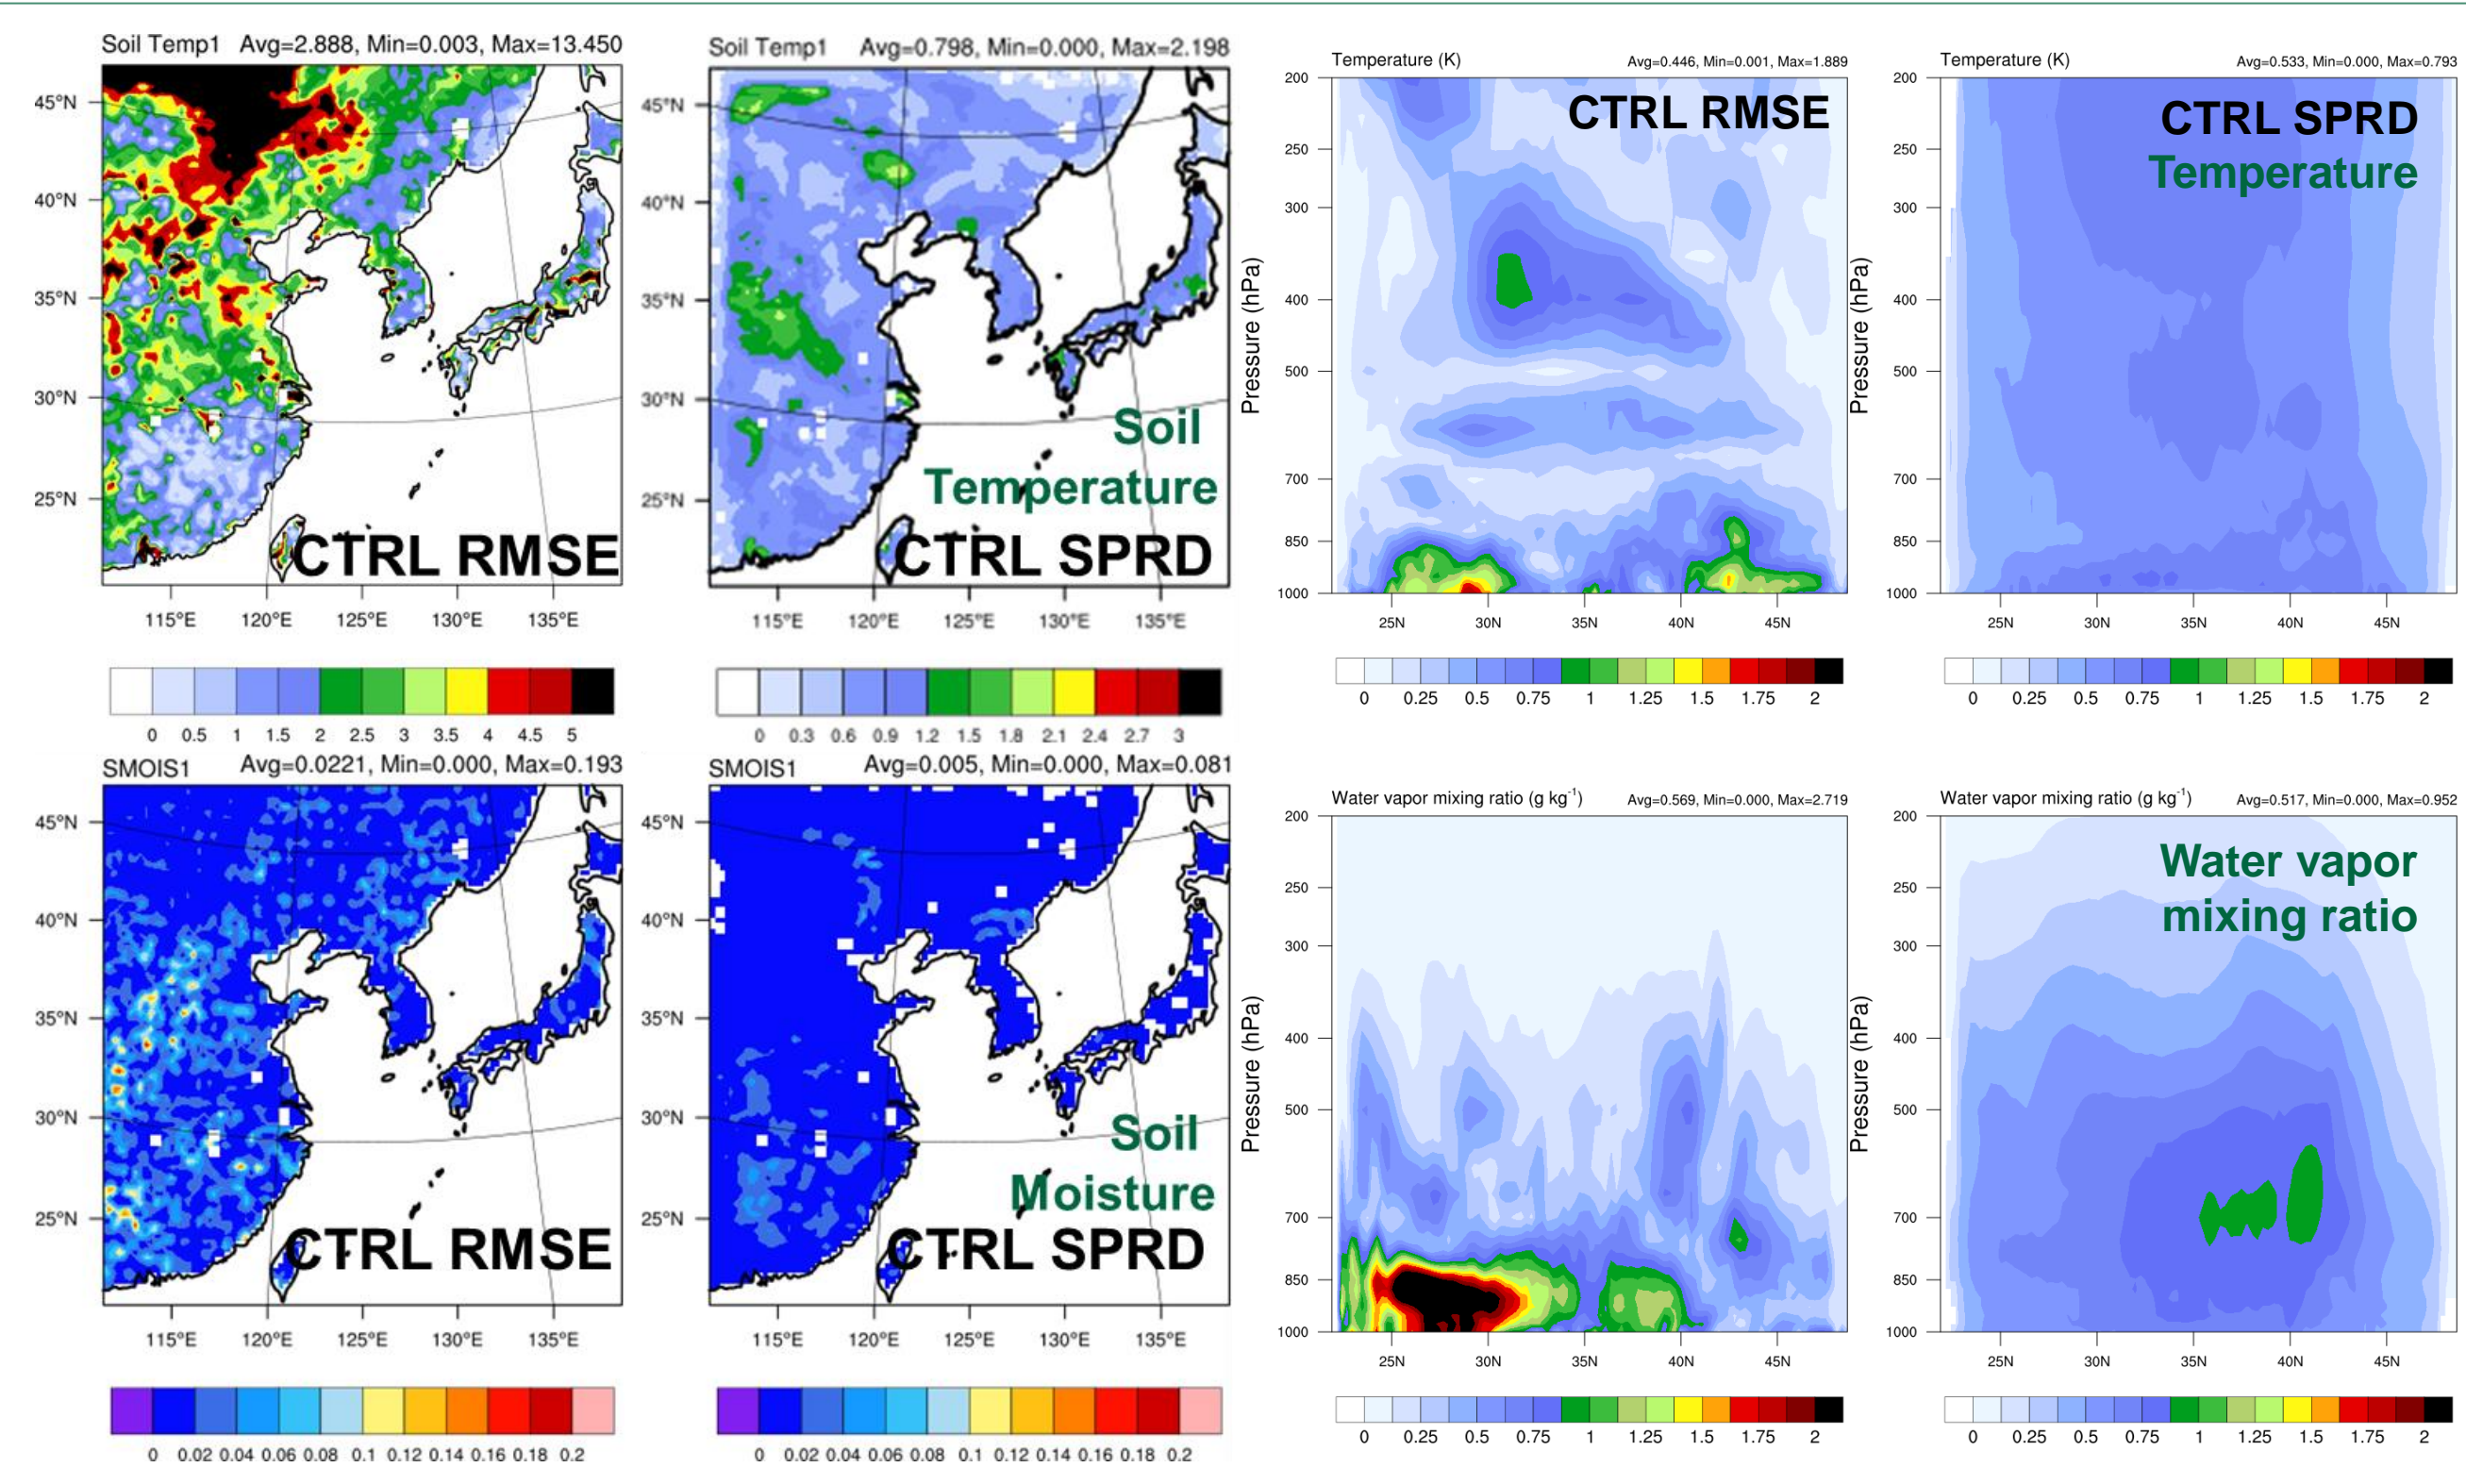 Soil Temp1 Avg=2.888, Min=0.003, Max=13.450
45°N
40°N
35°N
30°N
25°N
CTRL RMSE
115°E 120°E 125°E 130°E 135°E
0 0.5 1 1.5 2 2.5 3 3.5 4 4.5 5
Soil Temp1 Avg=0.798, Min=0.000, Max=2.198
45°N
40°N
35°N
30°N
25°N
Soil
Temperature
CTRL SPRD
115°E 120°E 125°E 130°E 135°E
0 0.3 0.6 0.9 1.2 1.5 1.8 2.1 2.4 2.7 3
Temperature (K) Avg=0.446, Min=0.001, Max=1.889
CTRL RMSE
Pressure (hPa)
200
250
300
400
500
700
850
1000
25N 30N 35N 40N 45N
0 0.25 0.5 0.75 1 1.25 1.5 1.75 2
Temperature (K) Avg=0.533, Min=0.000, Max=0.793
CTRL SPRD
Temperature
Pressure (hPa)
200
250
300
400
500
700
850
1000
25N 30N 35N 40N 45N
0 0.25 0.5 0.75 1 1.25 1.5 1.75 2
SMOIS1 Avg=0.0221, Min=0.000, Max=0.193
45°N
40°N
35°N
30°N
25°N
CTRL RMSE
115°E 120°E 125°E 130°E 135°E
0 0.02 0.04 0.06 0.08 0.1 0.12 0.14 0.16 0.18 0.2
SMOIS1 Avg=0.005, Min=0.000, Max=0.081
45°N
40°N
35°N
30°N
25°N
Soil
Moisture
CTRL SPRD
115°E 120°E 125°E 130°E 135°E
0 0.02 0.04 0.06 0.08 0.1 0.12 0.14 0.16 0.18 0.2
Water vapor mixing ratio (g kg⁻¹) Avg=0.569, Min=0.000, Max=2.719
Pressure (hPa)
200
250
300
400
500
700
850
1000
25N 30N 35N 40N 45N
0 0.25 0.5 0.75 1 1.25 1.5 1.75 2
Water vapor mixing ratio (g kg⁻¹) Avg=0.517, Min=0.000, Max=0.952
Water vapor
mixing ratio
Pressure (hPa)
200
250
300
400
500
700
850
1000
25N 30N 35N 40N 45N
0 0.25 0.5 0.75 1 1.25 1.5 1.75 2